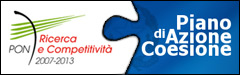 PON
Ricerca
e Competitività
2007-2013
Piano
di Azione
Coesione